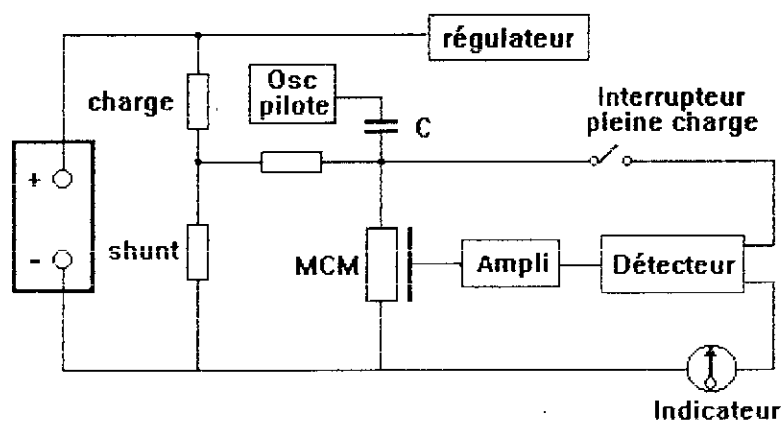 régulateur
Osc
pilote
charge
C
Interrupteur
pleine charge
+
-
shunt
MCM
Ampli
Détecteur
Indicateur